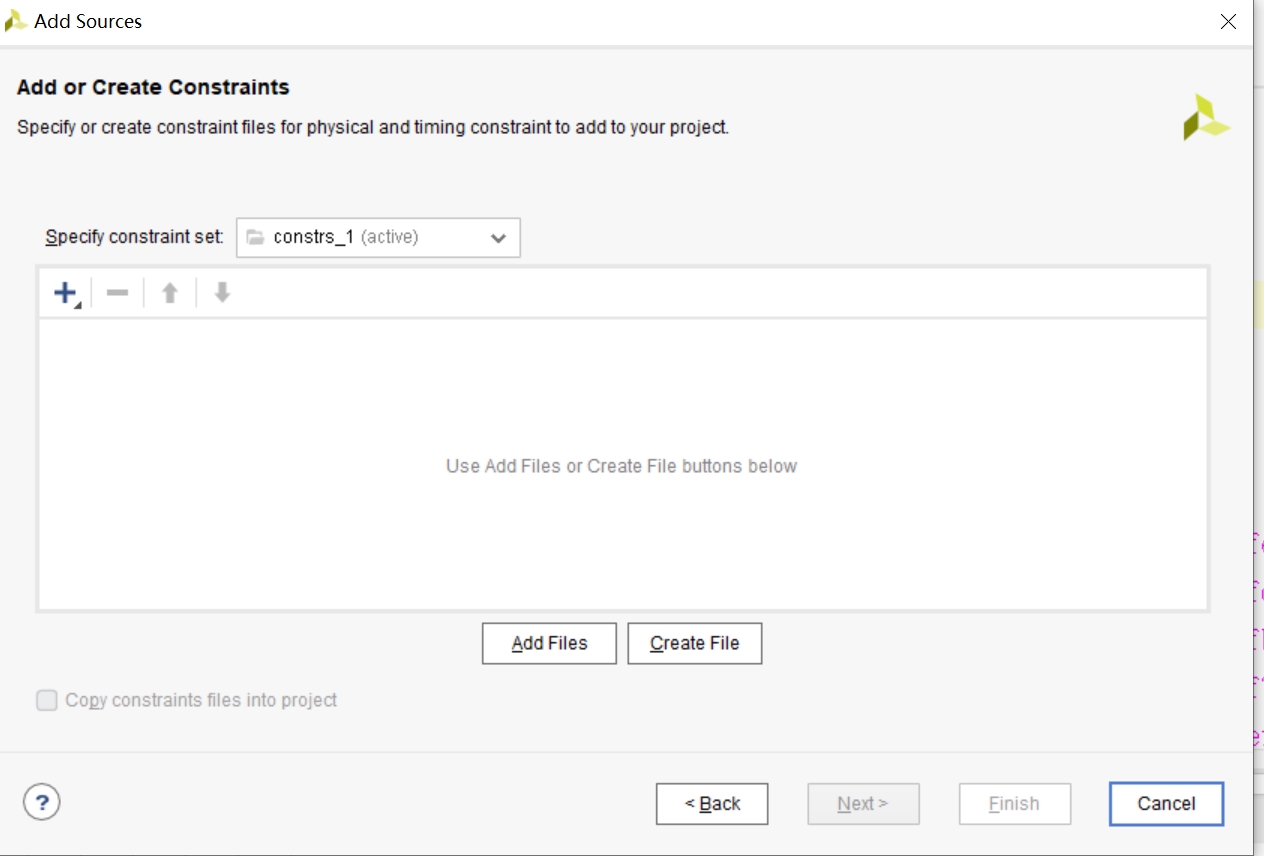 Add Sources
Add or Create Constraints
Specify or create constraint files for physical and timing constraint to add to your project.
Specify constraint set: constrs_1 (active)
Use Add Files or Create File buttons below
Add Files Create File
Copy constraints files into project
? < Back Next > Finish Cancel